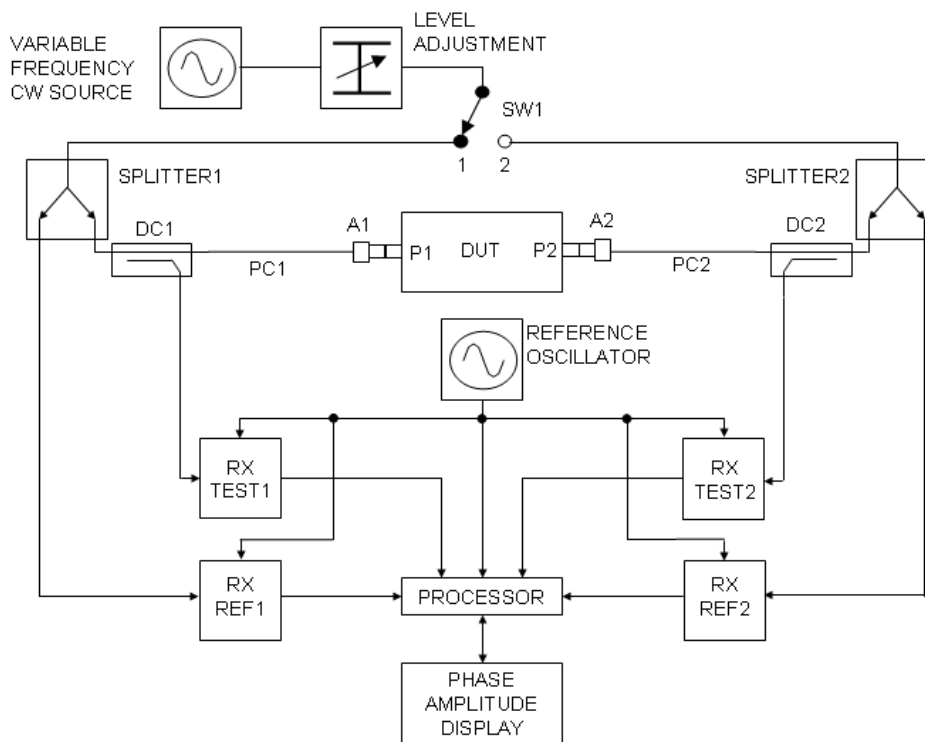 VARIABLE
FREQUENCY
CW SOURCE
LEVEL
ADJUSTMENT
SW1
1
2
SPLITTER1
SPLITTER2
DC1
A1
P1
DUT
P2
A2
DC2
PC1
PC2
REFERENCE
OSCILLATOR
RX
TEST1
RX
TEST2
RX
REF1
PROCESSOR
RX
REF2
PHASE
AMPLITUDE
DISPLAY